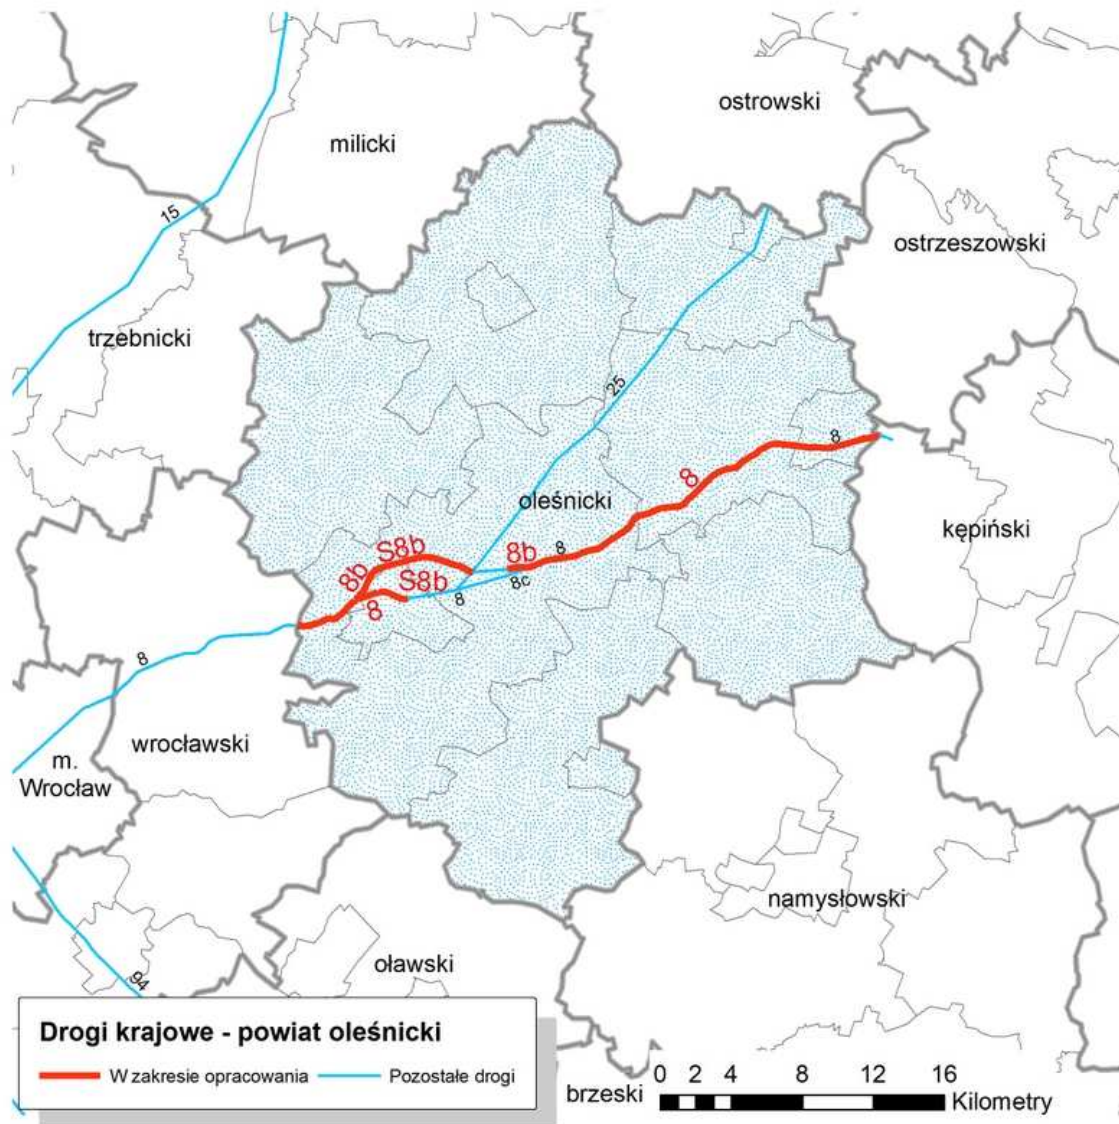 ostrowski
milicki
15
ostrzeszowski
trzebnicki
25
8
8
oleśnicki
kępiński
S8b
8b
8
8b
S8b
8c
8
8
8
wrocławski
m.
Wrocław
namysłowski
94
oławski
Drogi krajowe - powiat oleśnicki
W zakresie opracowania Pozostałe drogi
brzeski
0 2 4 8 12 16
Kilometry